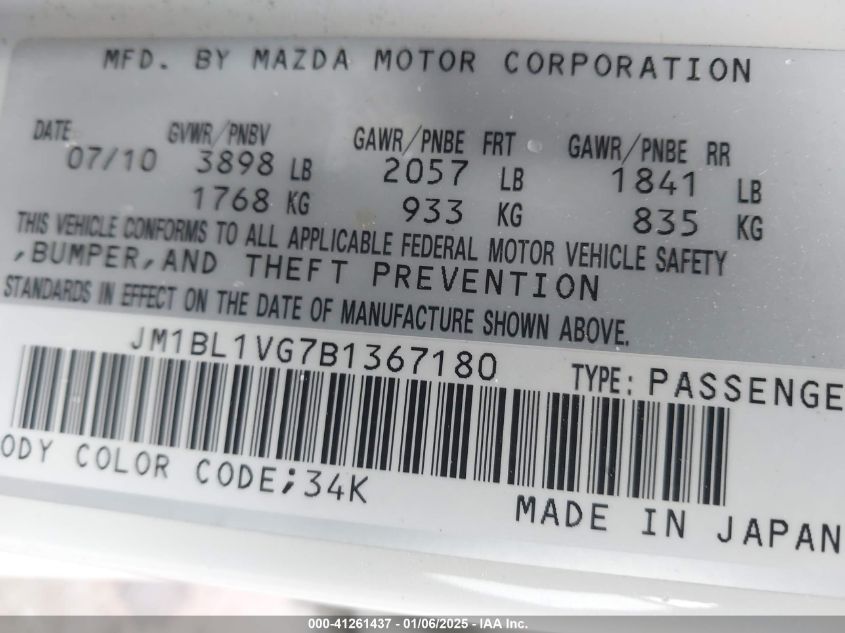 MFD. BY MAZDA MOTOR CORPORATION
DATE GVWR/PNBV GAWR/PNBE FRT GAWR/PNBE RR
07/10 3898 LB 2057 LB 1841 LB
1768 KG 933 KG 835 KG
THIS VEHICLE CONFORMS TO ALL APPLICABLE FEDERAL MOTOR VEHICLE SAFETY
,BUMPER,AND THEFT PREVENTION
STANDARDS IN EFFECT ON THE DATE OF MANUFACTURE SHOWN ABOVE.
JM1BL1VG7B1367180 TYPE: PASSENGE
ODY COLOR CODE;34K
MADE IN JAPAN
000-41261437 - 01/06/2025 - IAA Inc.